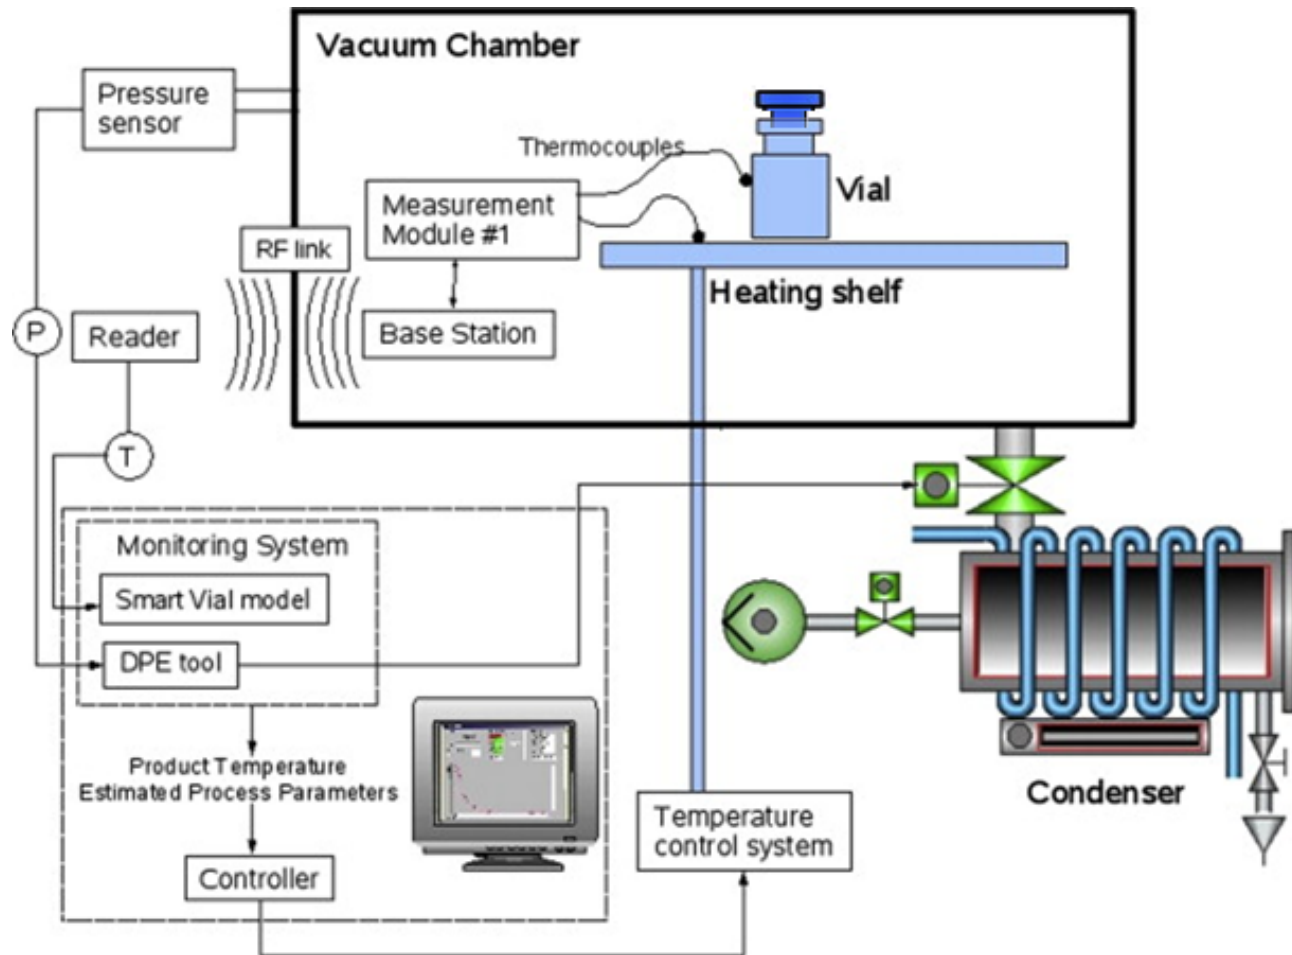 Vacuum Chamber
Pressure
sensor
Thermocouples
Vial
Measurement
Module #1
RF link
Heating shelf
P
Reader
Base Station
T
Monitoring System
Smart Vial model
DPE tool
Product Temperature
Estimated Process Parameters
Condenser
Temperature
control system
Controller